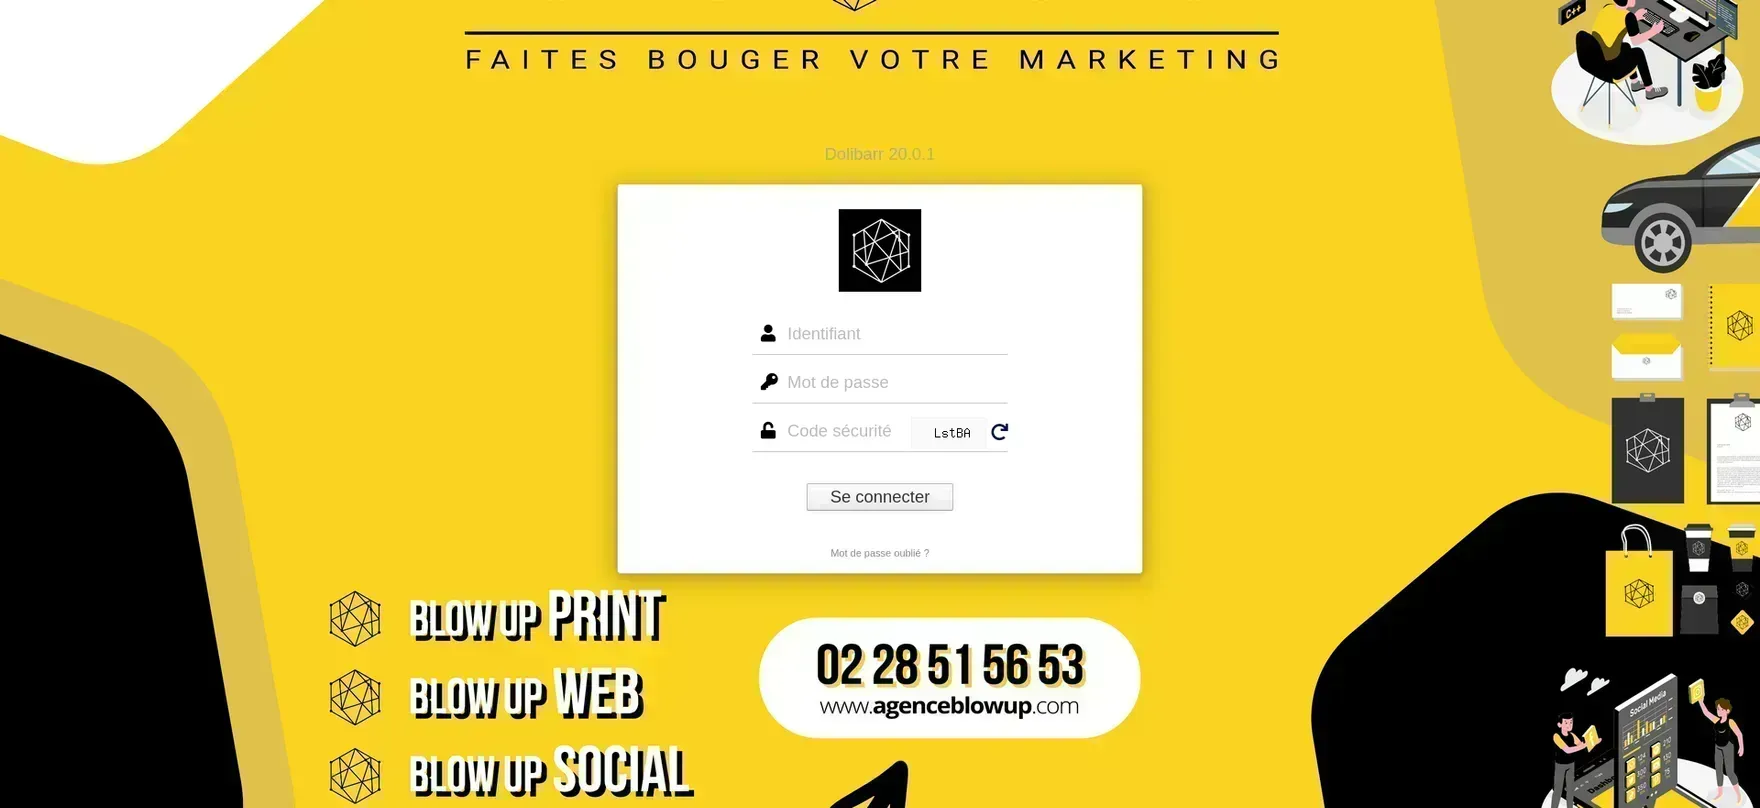 C++
FAITES BOUGER VOTRE MARKETING
Dolibarr 20.0.1
Identifiant
Mot de passe
Code sécurité
LstBA
Se connecter
Mot de passe oublié ?
BLOW UP PRINT
BLOW UP WEB
BLOW UP SOCIAL
02 28 51 56 53
www.agenceblowup.com
Social Media